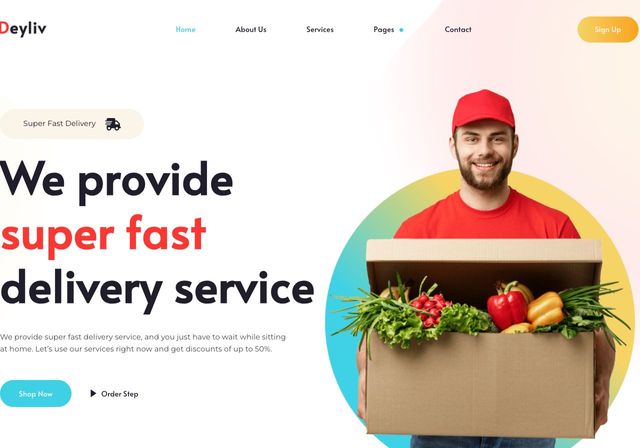 Deyliv
Home About Us Services Pages Contact Sign Up
Super Fast Delivery
We provide
super fast
delivery service
We provide super fast delivery service, and you just have to wait while sitting
at home. Let's use our services right now and get discounts of up to 50%.
Shop Now Order Step